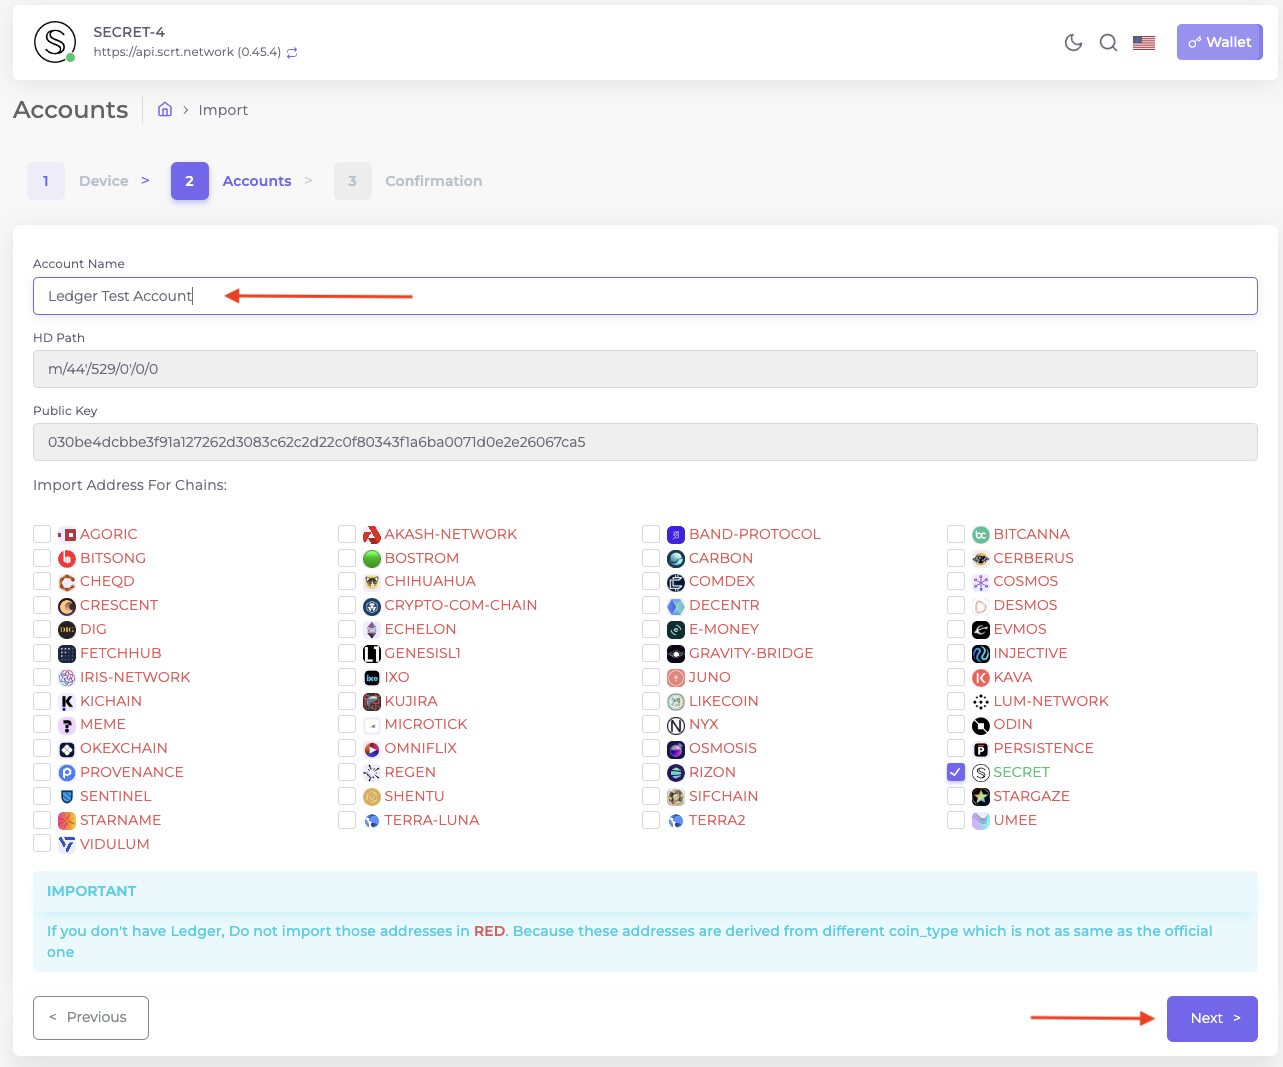 SECRET-4
https://api.scrt.network (0.45.4)
Wallet
Accounts > Import
1 Device > 2 Accounts > 3 Confirmation
Account Name
Ledger Test Account
HD Path
m/44'/529/0'/0/0
Public Key
030be4dcbbe3f91a127262d3083c62c2d22c0f80343f1a6ba0071d0e2e26067ca5
Import Address For Chains:
AGORIC AKASH-NETWORK BAND-PROTOCOL BITCANNA
BITSONG BOSTROM CARBON CERBERUS
CHEQD CHIHUAHUA COMDEX COSMOS
CRESCENT CRYPTO-COM-CHAIN DECENTR DESMOS
DIG ECHELON E-MONEY EVMOS
FETCHHUB GENESISL1 GRAVITY-BRIDGE INJECTIVE
IRIS-NETWORK IXO JUNO KAVA
KICHAIN KUJIRA LIKECOIN LUM-NETWORK
MEME MICROTICK NYX ODIN
OKEXCHAIN OMNIFLIX OSMOSIS PERSISTENCE
PROVENANCE REGEN RIZON SECRET
SENTINEL SHENTU SIFCHAIN STARGAZE
STARNAME TERRA-LUNA TERRA2 UMEE
VIDULUM
IMPORTANT
If you don't have Ledger, Do not import those addresses in RED. Because these addresses are derived from different coin_type which is not as same as the official
one
< Previous
Next >